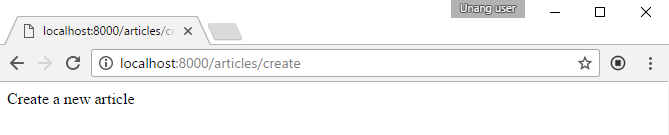 Unang user
localhost:8000/articles/cr
localhost:8000/articles/create
Create a new article